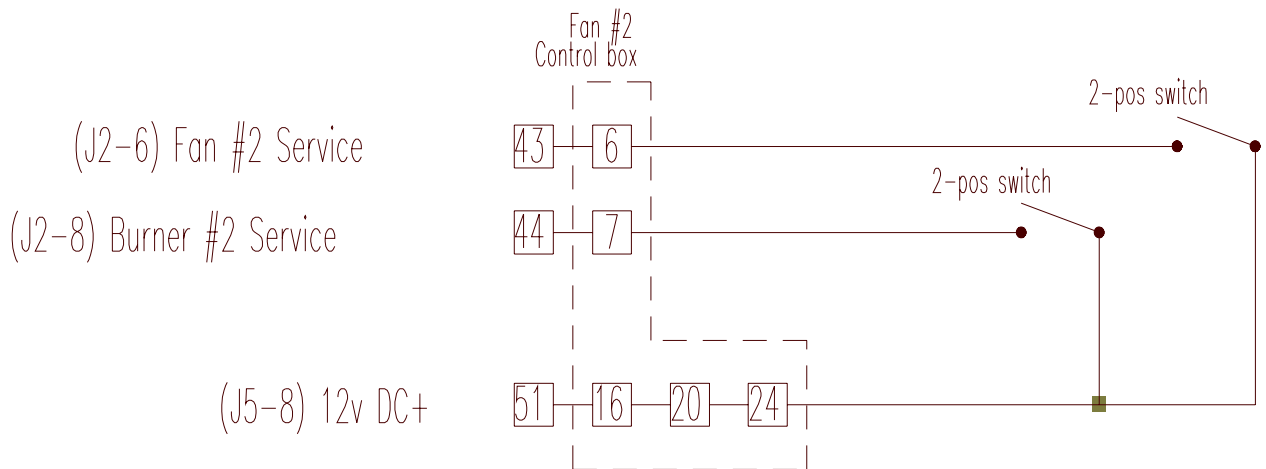 Fan #2
Control box
2-pos switch
(J2-6) Fan #2 Service
43
6
2-pos switch
(J2-8) Burner #2 Service
44
7
(J5-8) 12v DC+
51
16
20
24